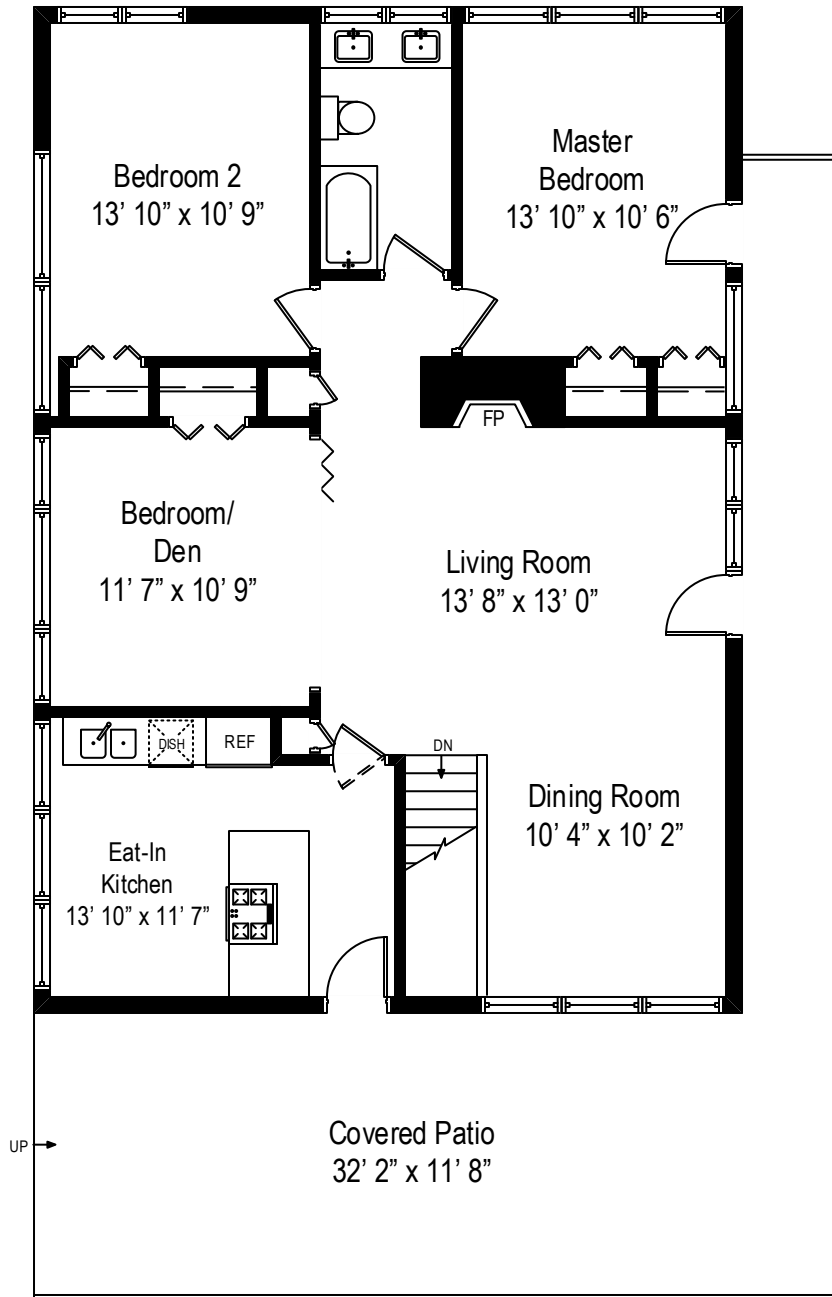 Bedroom 2
13’ 10” x 10’ 9”
Master
Bedroom
13’ 10” x 10’ 6”
FP
Bedroom/
Den
11’ 7” x 10’ 9”
Living Room
13’ 8” x 13’ 0”
DISH
REF
DN
Eat-In
Kitchen
13’ 10” x 11’ 7”
Dining Room
10’ 4” x 10’ 2”
UP
Covered Patio
32’ 2” x 11’ 8”